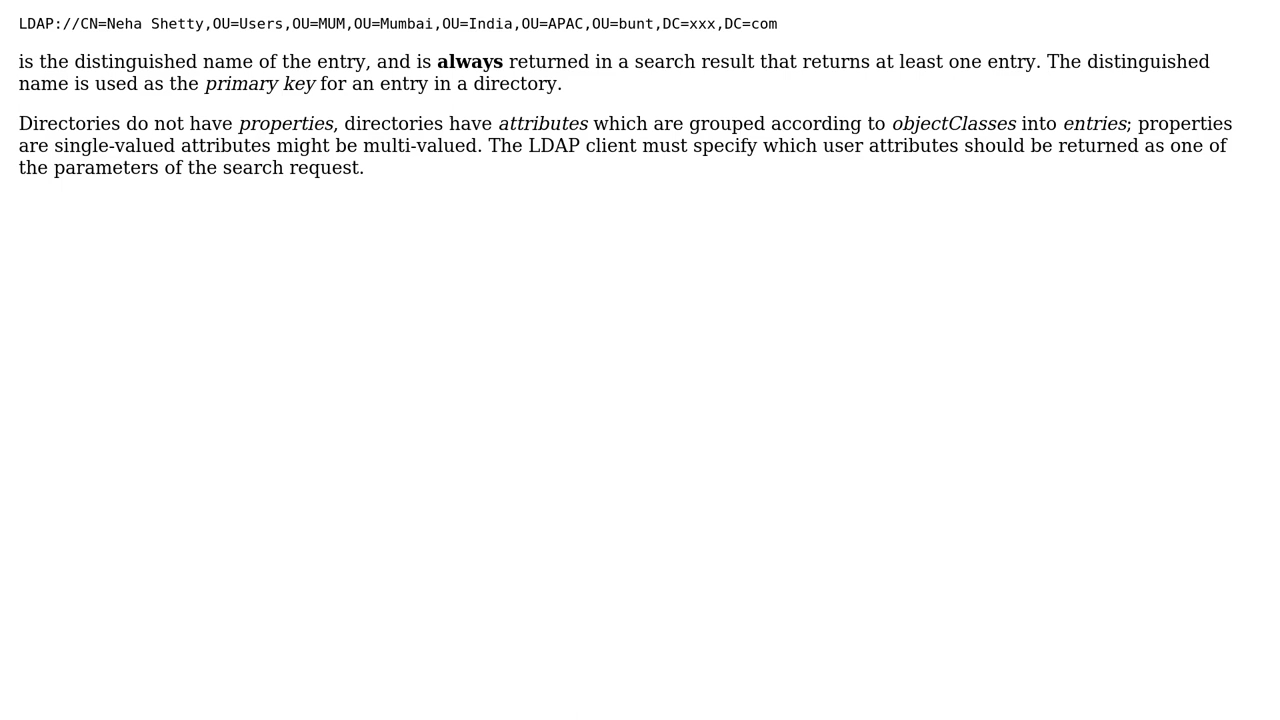 LDAP://CN=Neha Shetty,OU=Users,OU=MUM,OU=Mumbai,OU=India,OU=APAC,OU=bunt,DC=xxx,DC=com
is the distinguished name of the entry, and is always returned in a search result that returns at least one entry. The distinguished
name is used as the primary key for an entry in a directory.
Directories do not have properties, directories have attributes which are grouped according to objectClasses into entries; properties
are single-valued attributes might be multi-valued. The LDAP client must specify which user attributes should be returned as one of
the parameters of the search request.